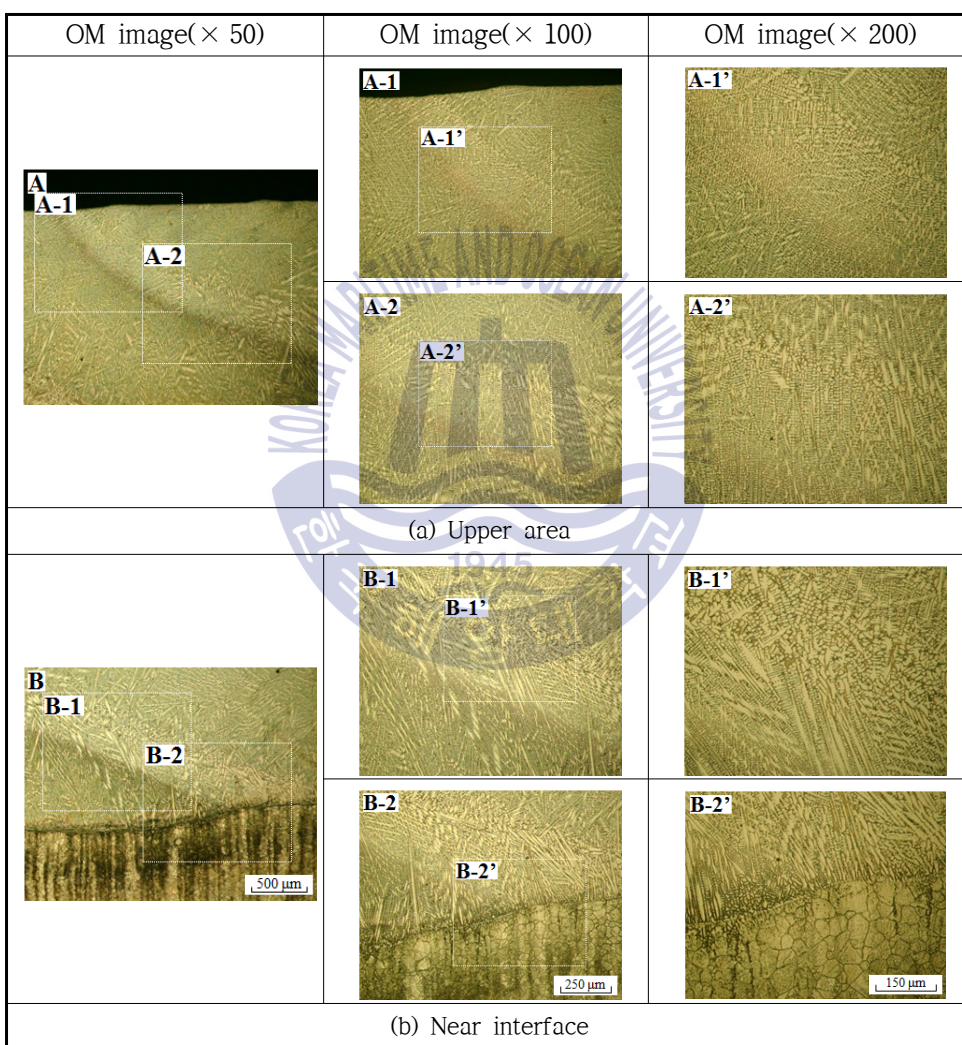 OM image(× 50)
OM image(× 100)
OM image(× 200)
A
A-1
A-2
A-1
A-1’
A-1’
A-2
A-2’
A-2’
KOREA MARITIME AND OCEAN UNIVERSITY
(a) Upper area
1945
B
B-1
B-2
500 μm
B-1
B-1’
B-1’
B-2
B-2’
250 μm
B-2’
150 μm
(b) Near interface